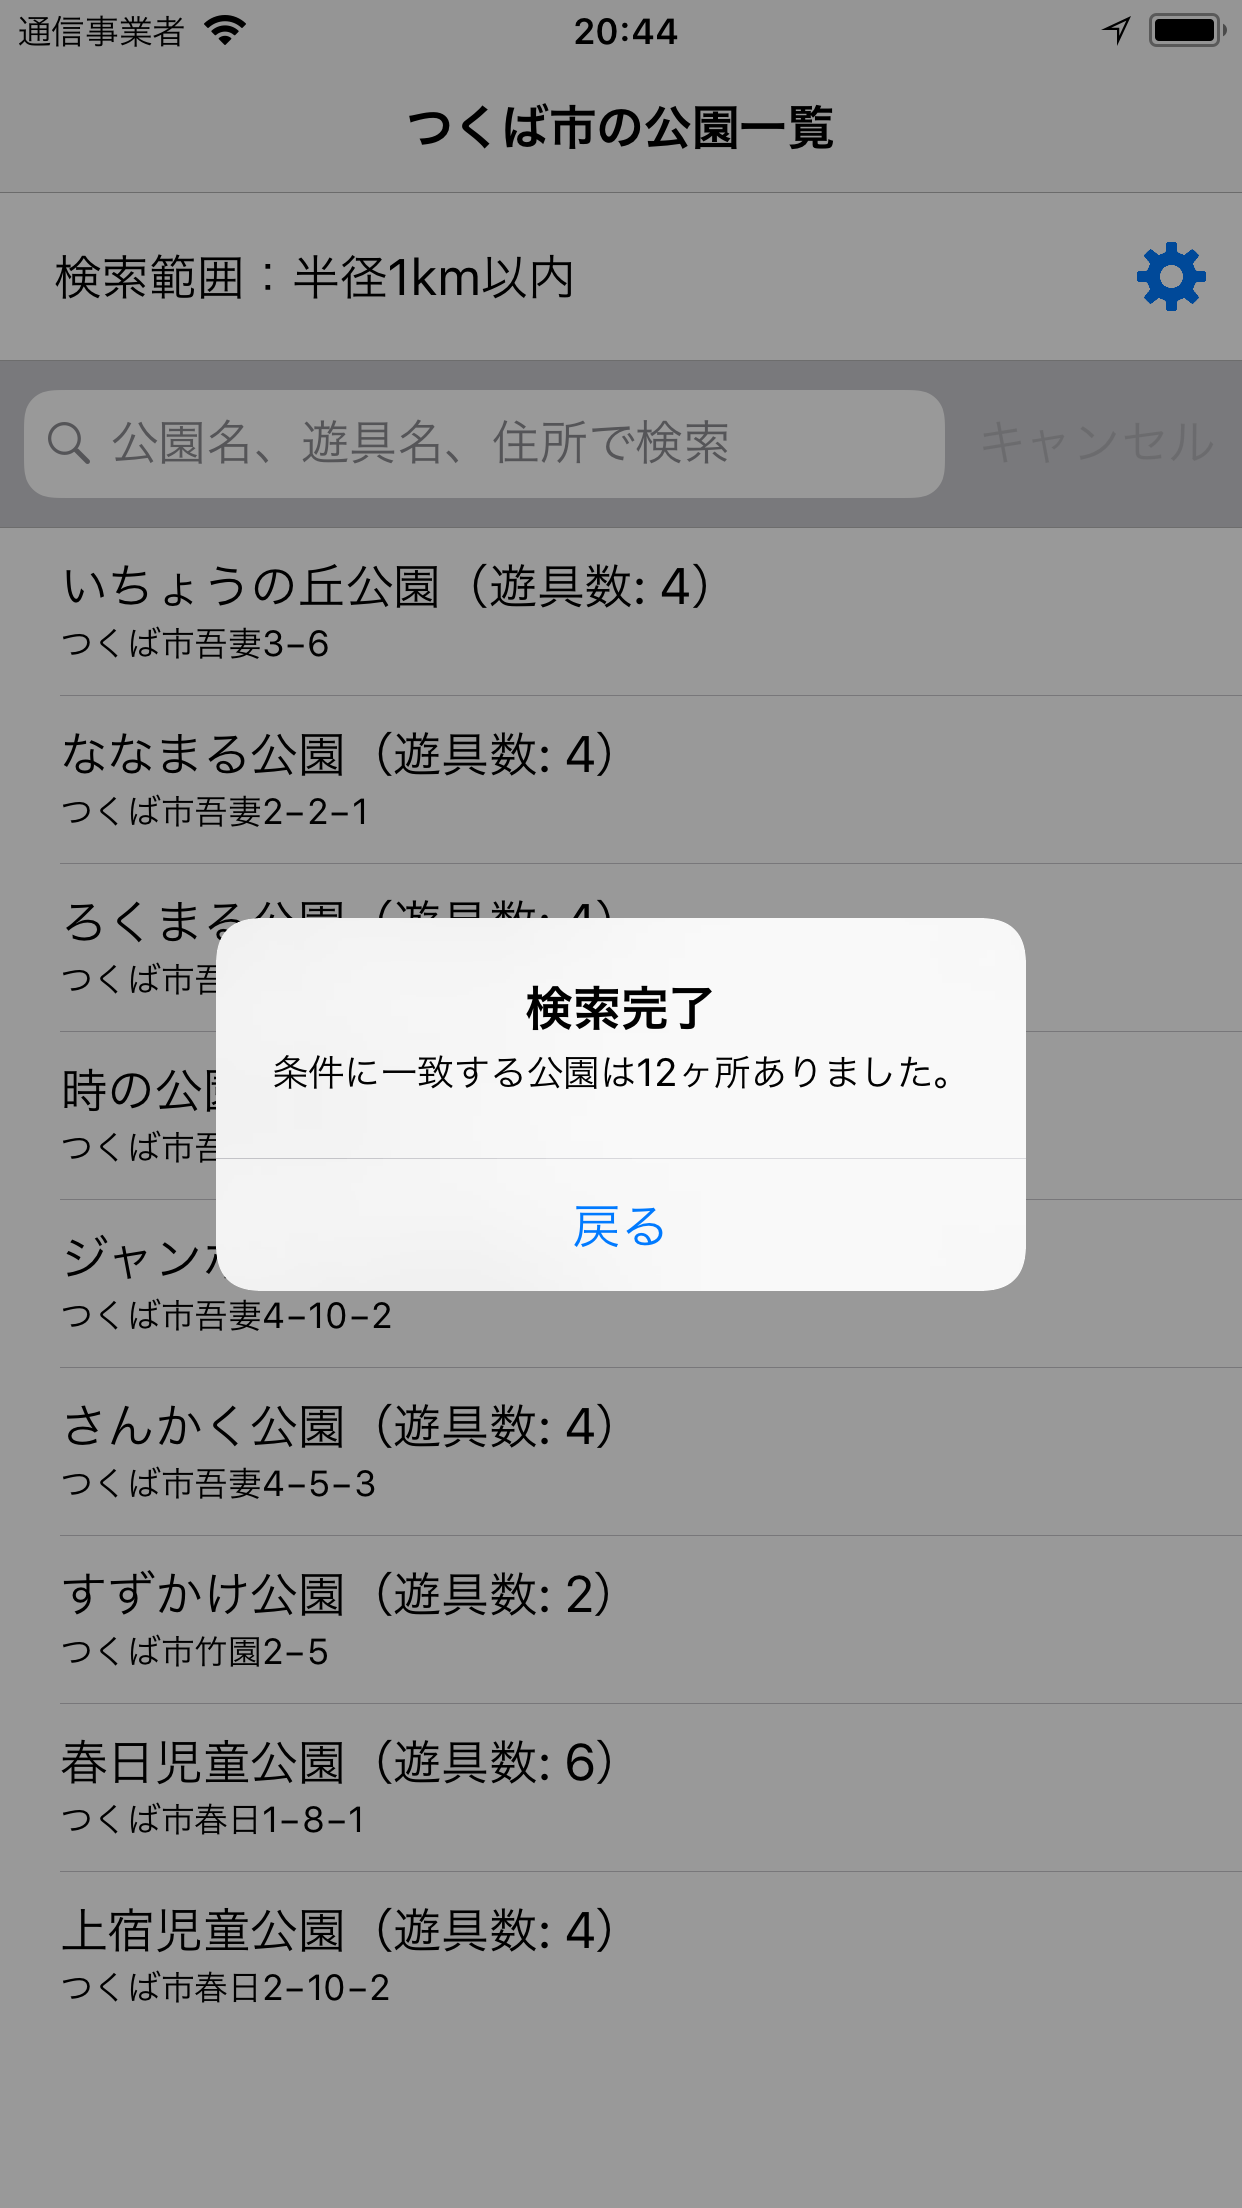 通信事業者
20:44
つくば市の公園一覧
検索範囲：半径1km以内
公園名、遊具名、住所で検索
キャンセル
いちょうの丘公園（遊具数: 4）
つくば市吾妻3−6
ななまる公園（遊具数: 4）
つくば市吾妻2−2−1
ろくまる公園（遊具数: 4）
つくば市吾
検索完了
条件に一致する公園は12ヶ所ありました。
戻る
時の公園
つくば市吾
ジャン
つくば市吾妻4−10−2
さんかく公園（遊具数: 4）
つくば市吾妻4−5−3
すずかけ公園（遊具数: 2）
つくば市竹園2−5
春日児童公園（遊具数: 6）
つくば市春日1−8−1
上宿児童公園（遊具数: 4）
つくば市春日2−10−2